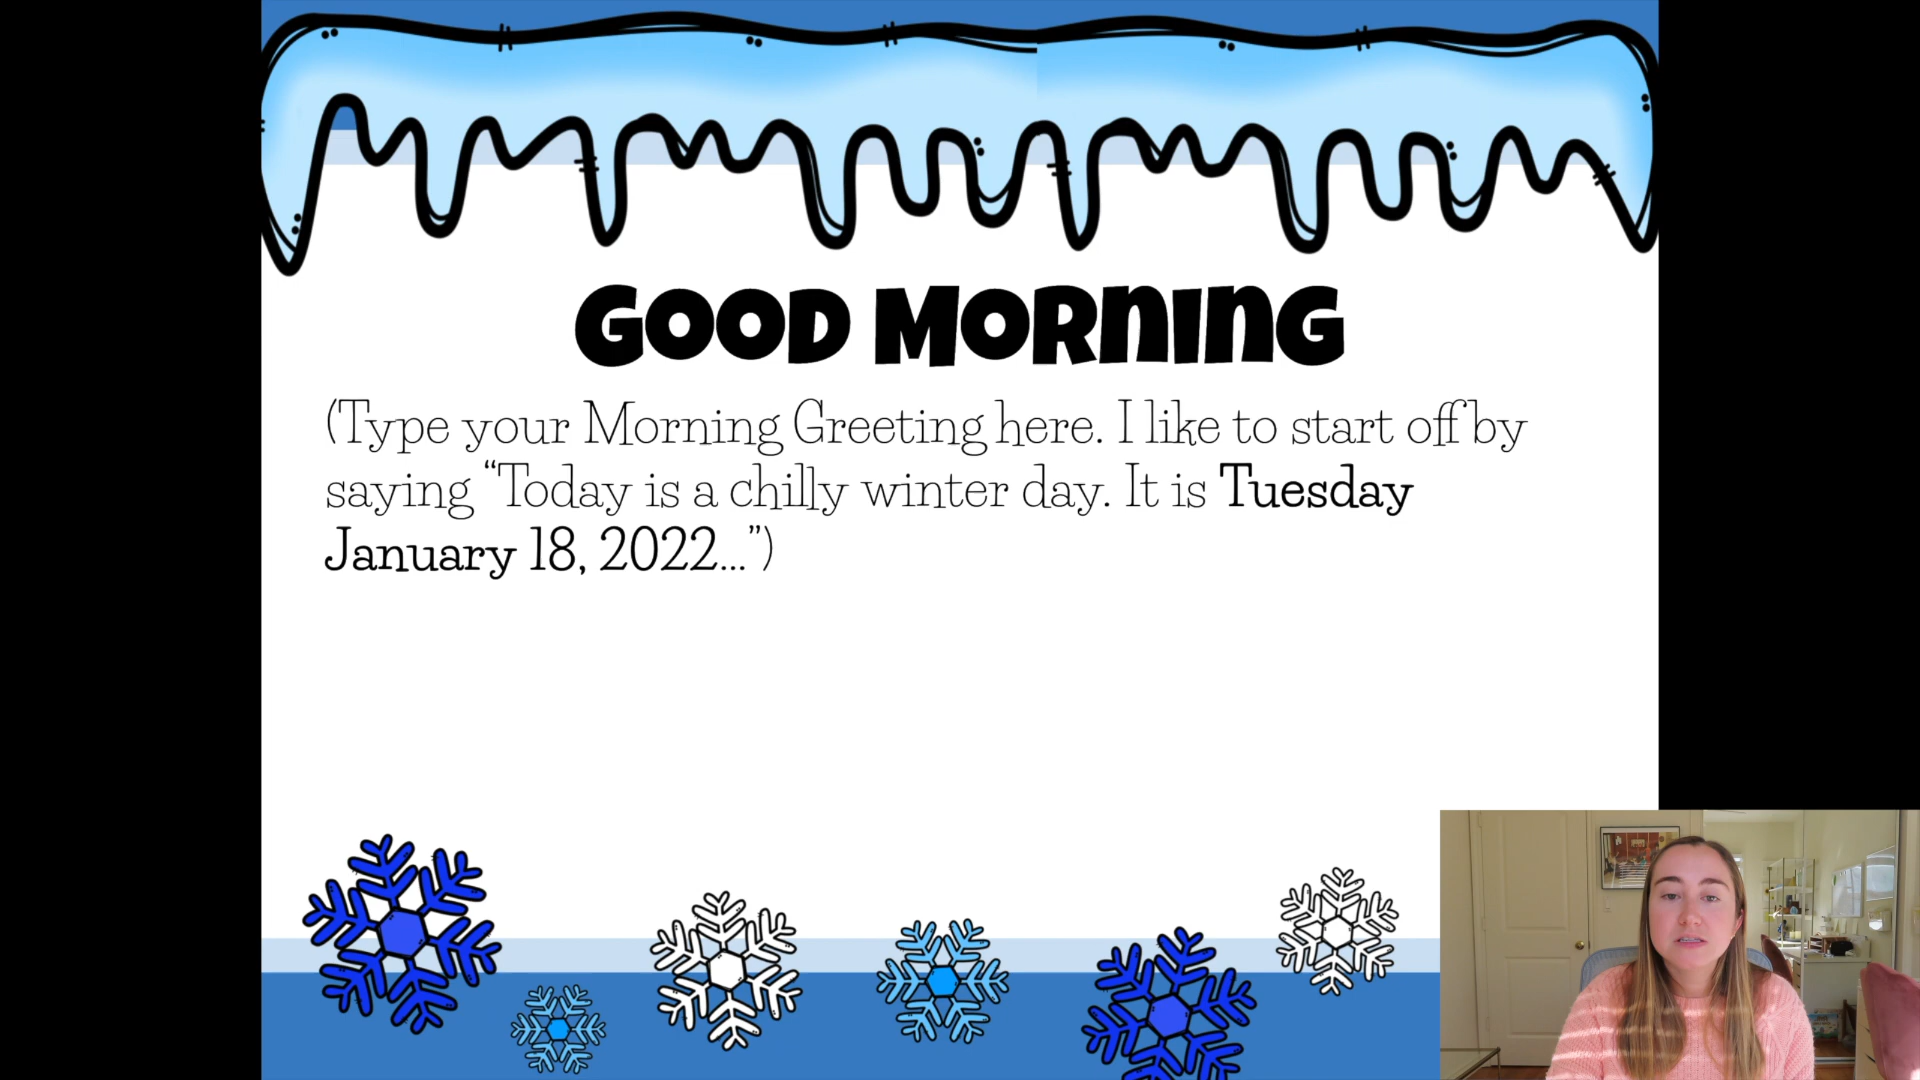 GOOD MORNING
(Type your Morning Greeting here. I like to start off by
saying “Today is a chilly winter day. It is Tuesday
January 18, 2022...”)